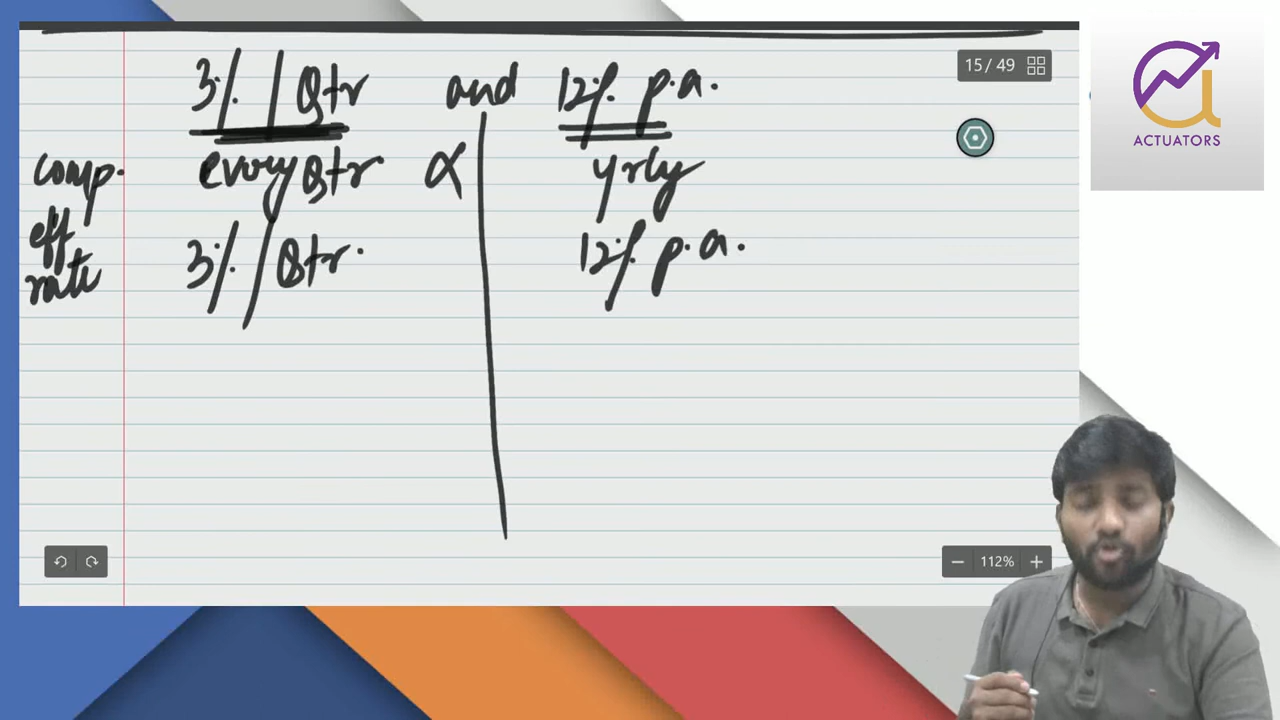 3% / Qtr and 12% p.a.
comp. every Qtr α yrly
eff rate 3% / Qtr. 12% p.a.
15 / 49
ACTUATORS
112%